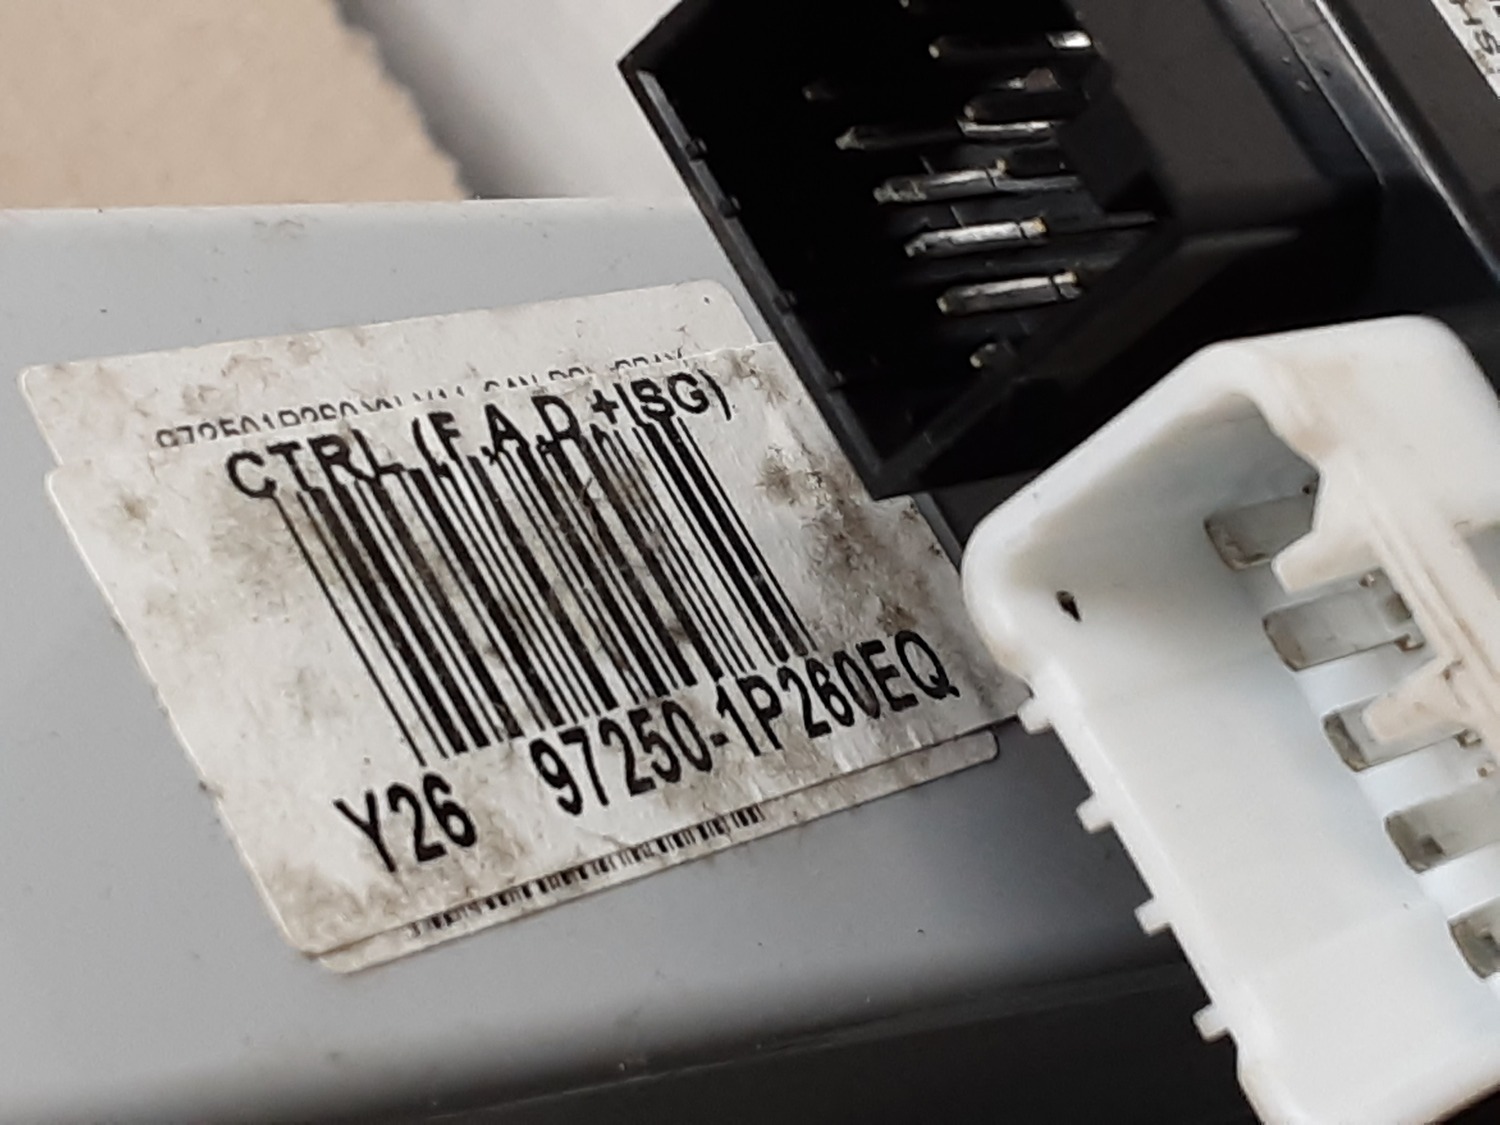 CTRL (F.A.D +ISG)
Y26 97250-1P260EQ